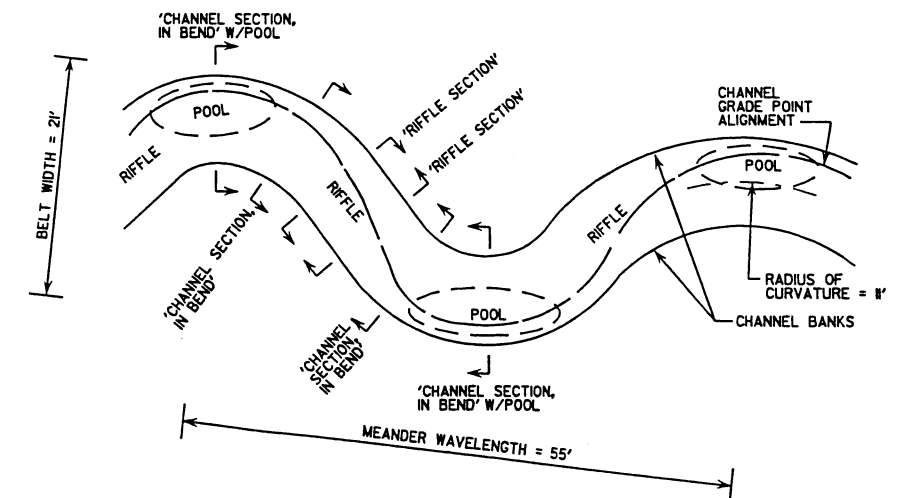 'CHANNEL SECTION,
IN BEND' W/POOL
BELT WIDTH = 21'
POOL
RIFFLE
'RIFFLE SECTION'
'RIFFLE SECTION'
RIFFLE
'CHANNEL SECTION,
IN BEND'
'CHANNEL
SECTION,
IN BEND'
POOL
'CHANNEL SECTION,
IN BEND' W/POOL
RIFFLE
CHANNEL
GRADE POINT
ALIGNMENT
POOL
RADIUS OF
CURVATURE =
CHANNEL BANKS
MEANDER WAVELENGTH = 55'